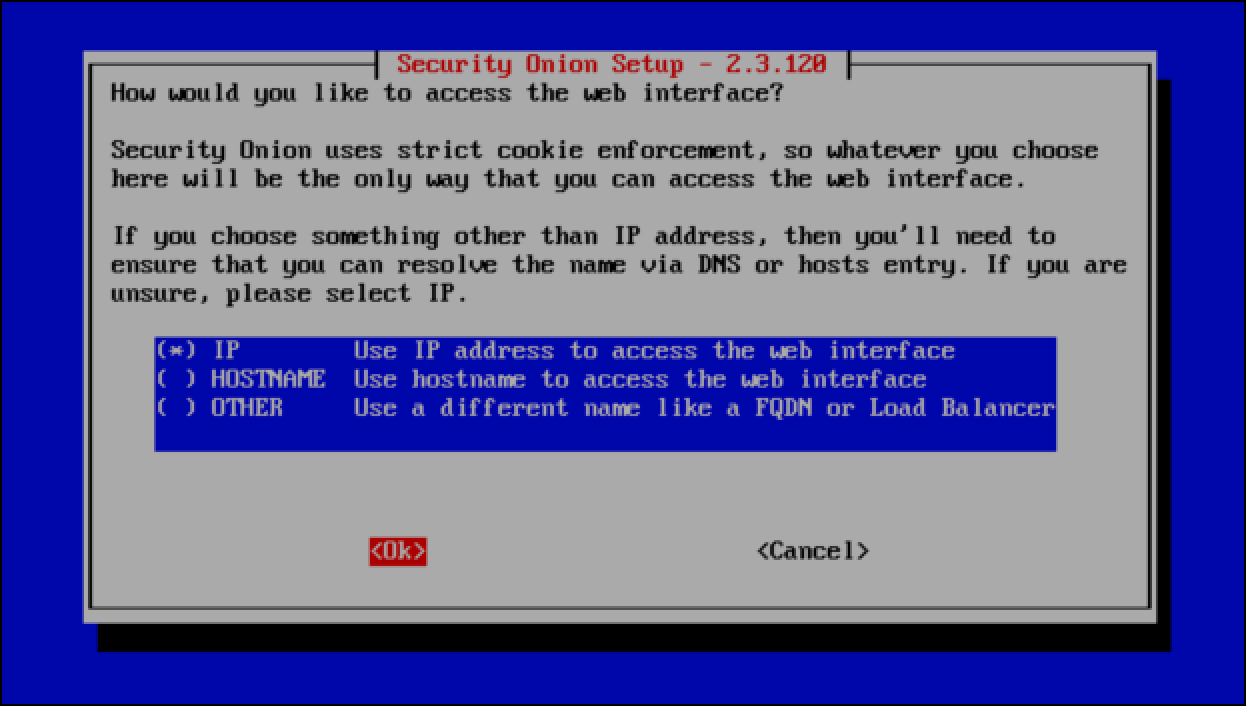 Security Onion Setup - 2.3.120
How would you like to access the web interface?
Security Onion uses strict cookie enforcement, so whatever you choose
here will be the only way that you can access the web interface.
If you choose something other than IP address, then you'll need to
ensure that you can resolve the name via DNS or hosts entry. If you are
unsure, please select IP.
(*) IP Use IP address to access the web interface
( ) HOSTNAME Use hostname to access the web interface
( ) OTHER Use a different name like a FQDN or Load Balancer
<Ok> <Cancel>